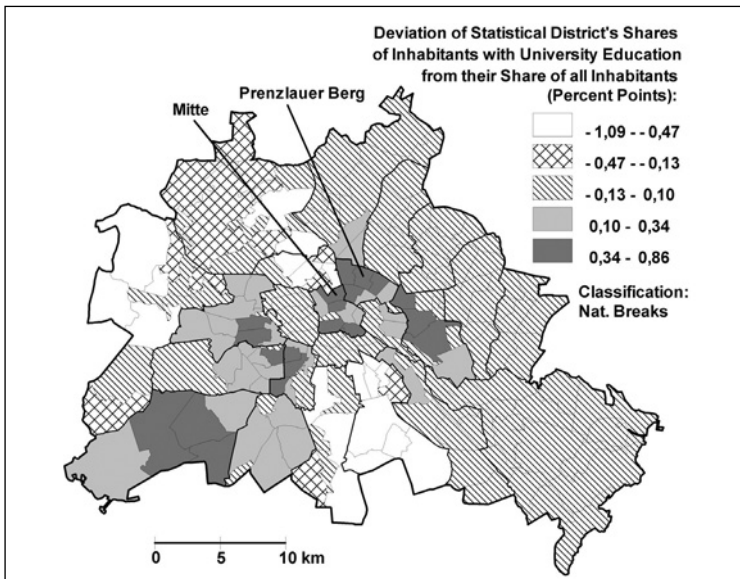 Deviation of Statistical District's Shares
of Inhabitants with University Education
from their Share of all Inhabitants
(Percent Points):
Prenzlauer Berg
Mitte
- 1,09 - - 0,47
- 0,47 - - 0,13
- 0,13 - 0,10
0,10 - 0,34
0,34 - 0,86
Classification:
Nat. Breaks
0 5 10 km